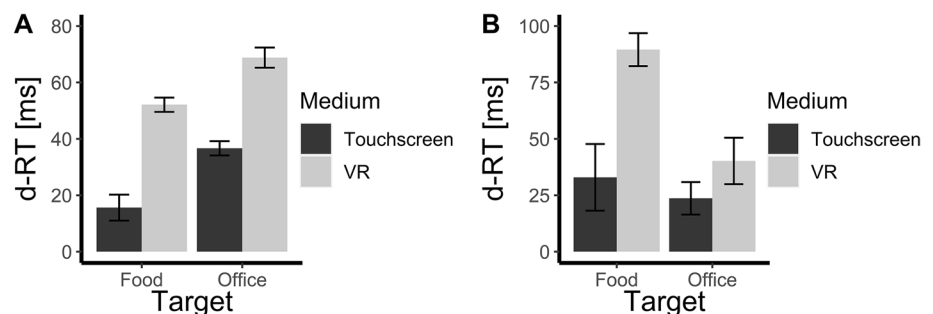 A
d-RT [ms]
80
60
40
20
0
Food
Office
Target
Medium
Touchscreen
VR
B
d-RT [ms]
100
75
50
25
0
Food
Office
Target
Medium
Touchscreen
VR